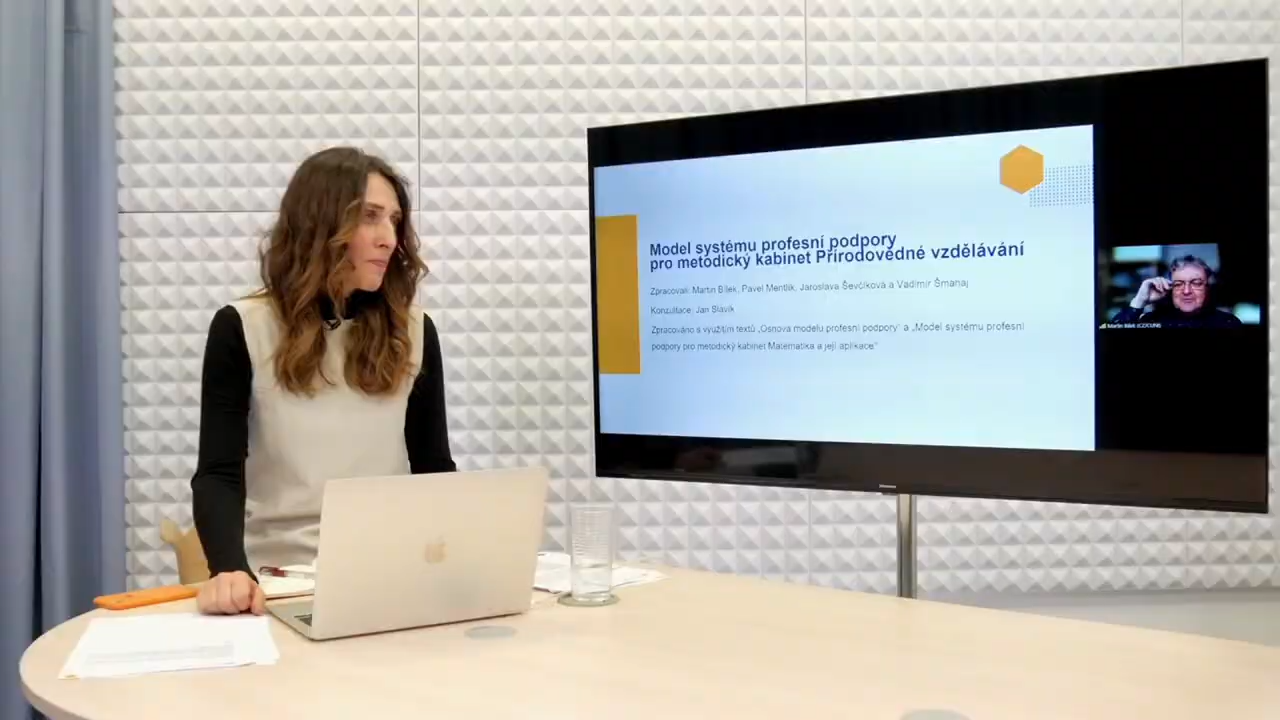 Model systému profesní podpory
pro metodický kabinet Přírodovědné vzdělávání
Zpracovali: Martin Bílek, Pavel Mentlík, Jaroslava Ševčíková a Vladimír Šmanaj
Konzultace: Jan Slavík
Zpracováno s využitím textů „Osnova modelu profesní podpory“ a „Model systému profesní
podpory pro metodický kabinet Matematika a její aplikace“
Martin Bílek